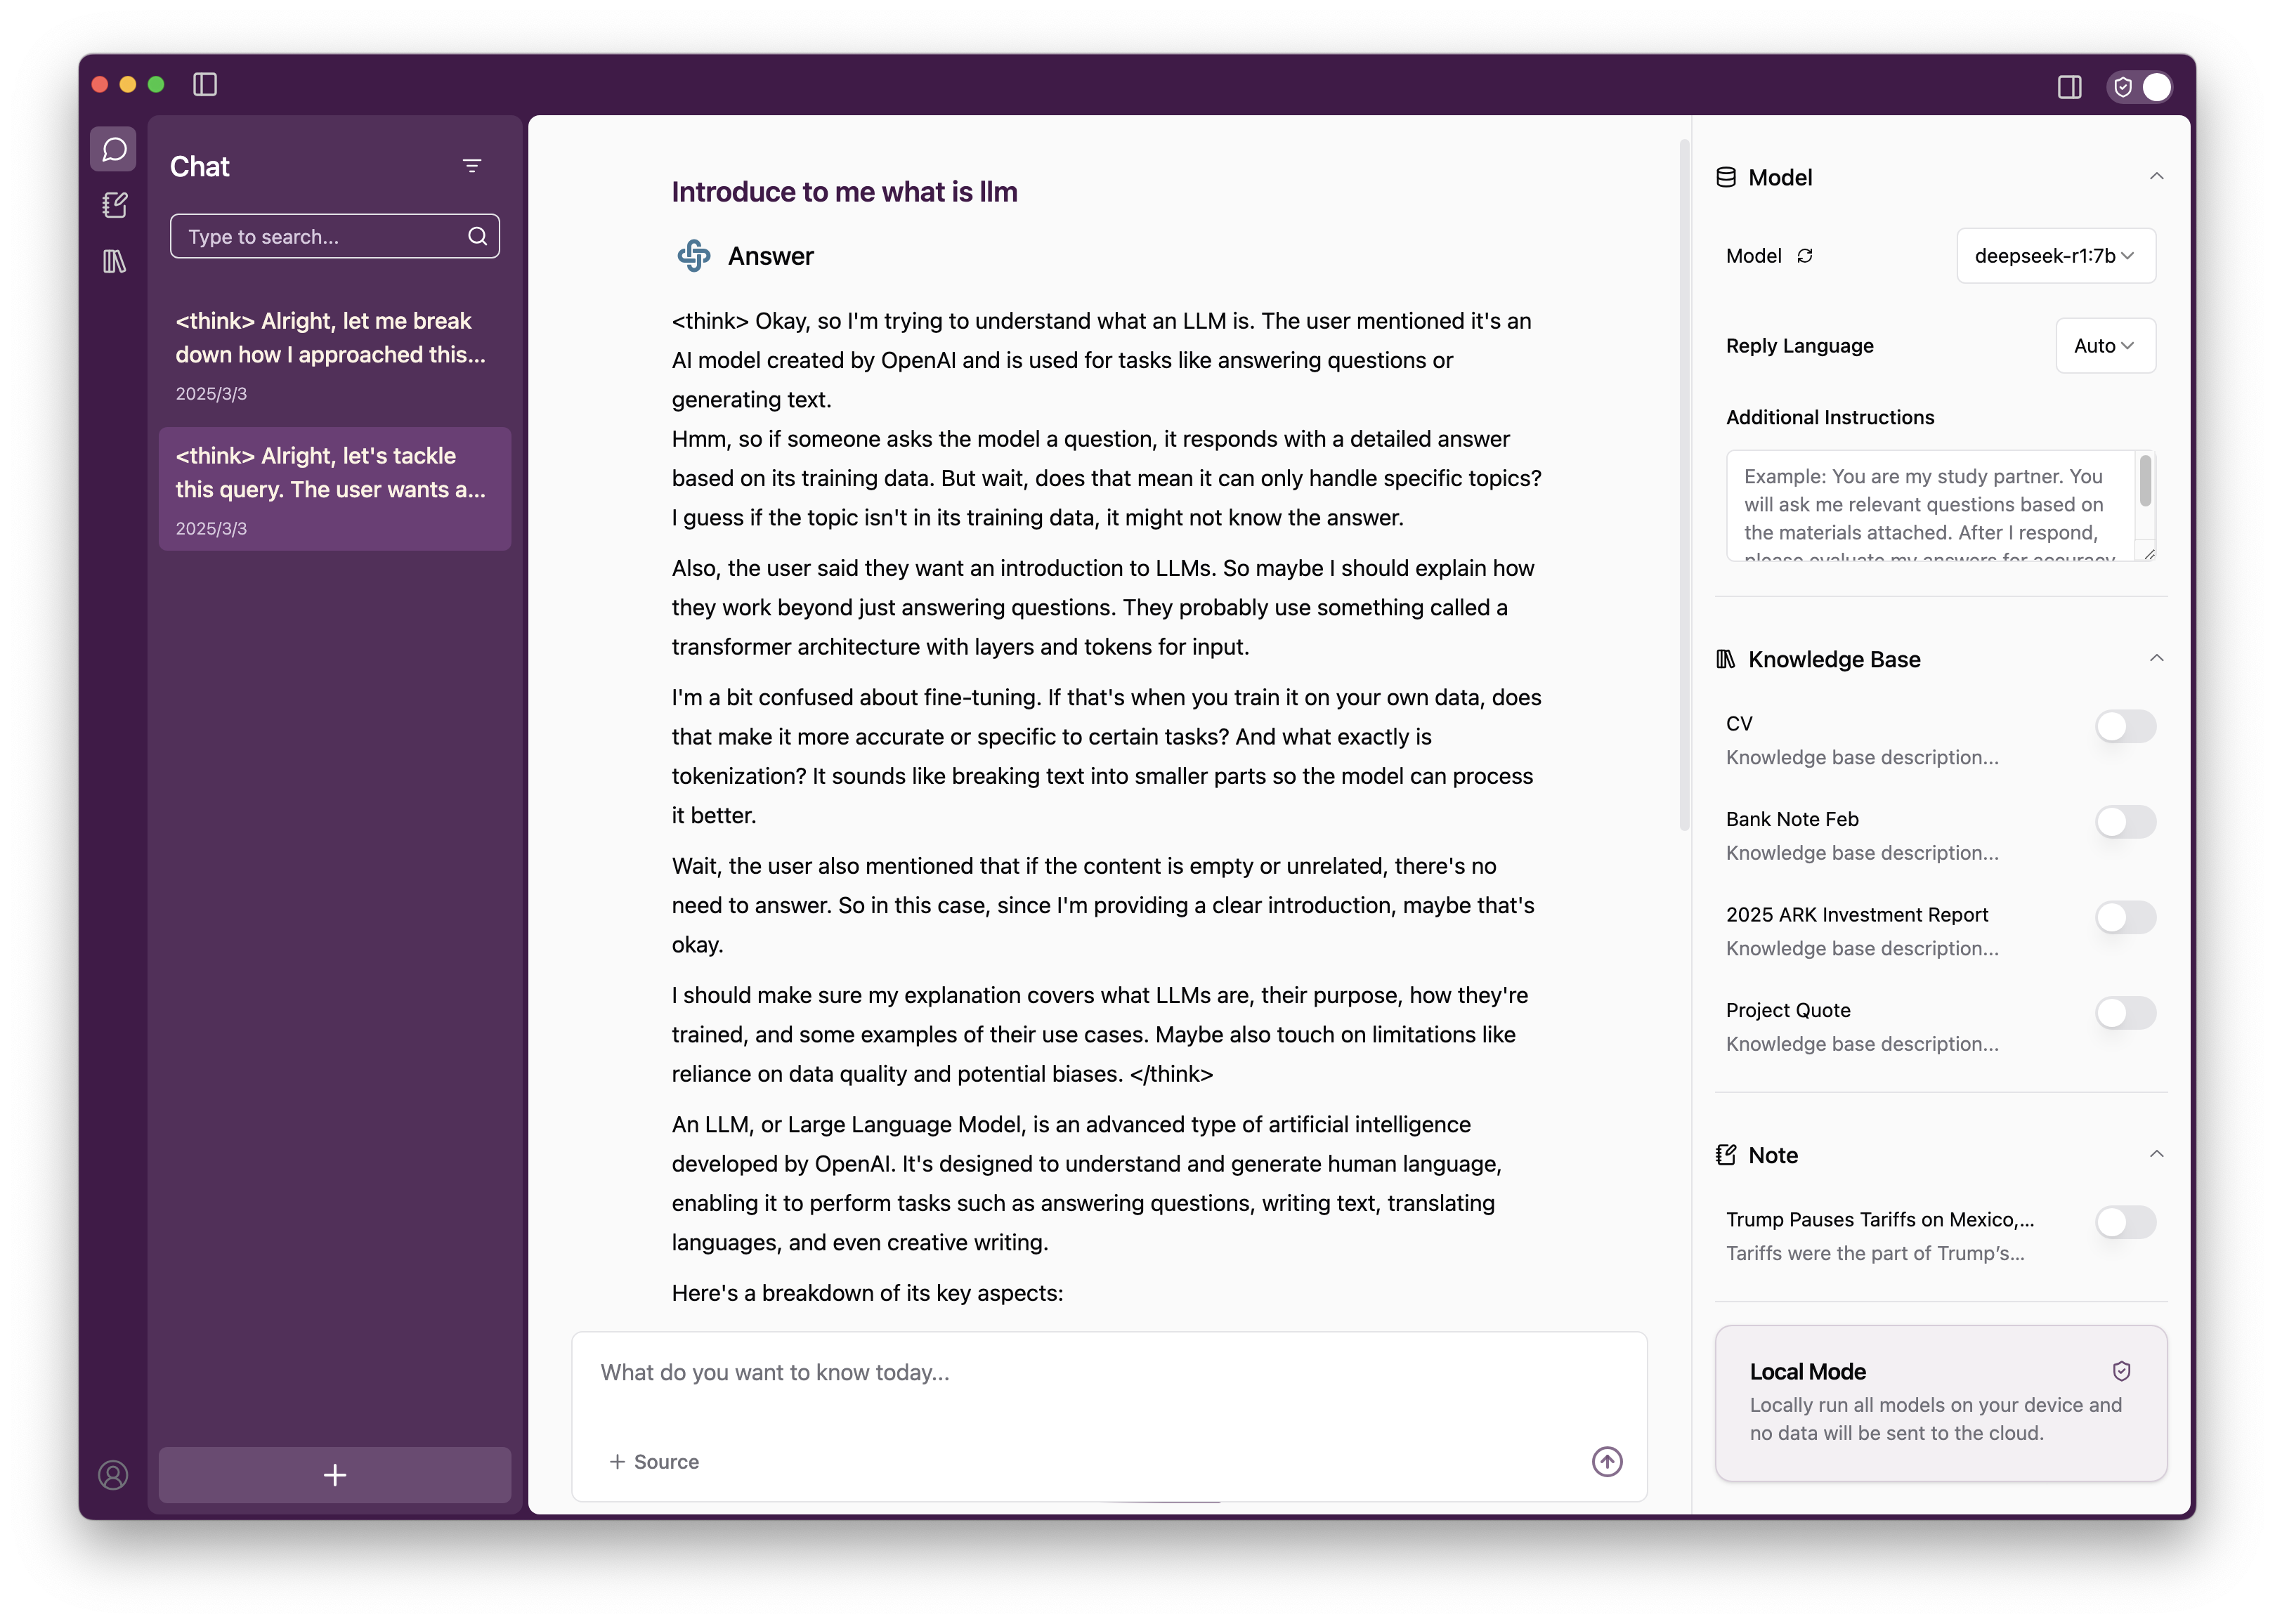 Chat
Type to search...
<think> Alright, let me break
down how I approached this...
2025/3/3
<think> Alright, let's tackle
this query. The user wants a...
2025/3/3
Introduce to me what is llm
Answer
<think> Okay, so I'm trying to understand what an LLM is. The user mentioned it's an
AI model created by OpenAI and is used for tasks like answering questions or
generating text.
Hmm, so if someone asks the model a question, it responds with a detailed answer
based on its training data. But wait, does that mean it can only handle specific topics?
I guess if the topic isn't in its training data, it might not know the answer.
Also, the user said they want an introduction to LLMs. So maybe I should explain how
they work beyond just answering questions. They probably use something called a
transformer architecture with layers and tokens for input.
I'm a bit confused about fine-tuning. If that's when you train it on your own data, does
that make it more accurate or specific to certain tasks? And what exactly is
tokenization? It sounds like breaking text into smaller parts so the model can process
it better.
Wait, the user also mentioned that if the content is empty or unrelated, there's no
need to answer. So in this case, since I'm providing a clear introduction, maybe that's
okay.
I should make sure my explanation covers what LLMs are, their purpose, how they're
trained, and some examples of their use cases. Maybe also touch on limitations like
reliance on data quality and potential biases. </think>
An LLM, or Large Language Model, is an advanced type of artificial intelligence
developed by OpenAI. It's designed to understand and generate human language,
enabling it to perform tasks such as answering questions, writing text, translating
languages, and even creative writing.
Here's a breakdown of its key aspects:
What do you want to know today...
+ Source
Model
Model
deepseek-r1:7b
Reply Language
Auto
Additional Instructions
Example: You are my study partner. You
will ask me relevant questions based on
the materials attached. After I respond,
please evaluate my answers for accuracy
Knowledge Base
CV
Knowledge base description...
Bank Note Feb
Knowledge base description...
2025 ARK Investment Report
Knowledge base description...
Project Quote
Knowledge base description...
Note
Trump Pauses Tariffs on Mexico,...
Tariffs were the part of Trump’s...
Local Mode
Locally run all models on your device and
no data will be sent to the cloud.